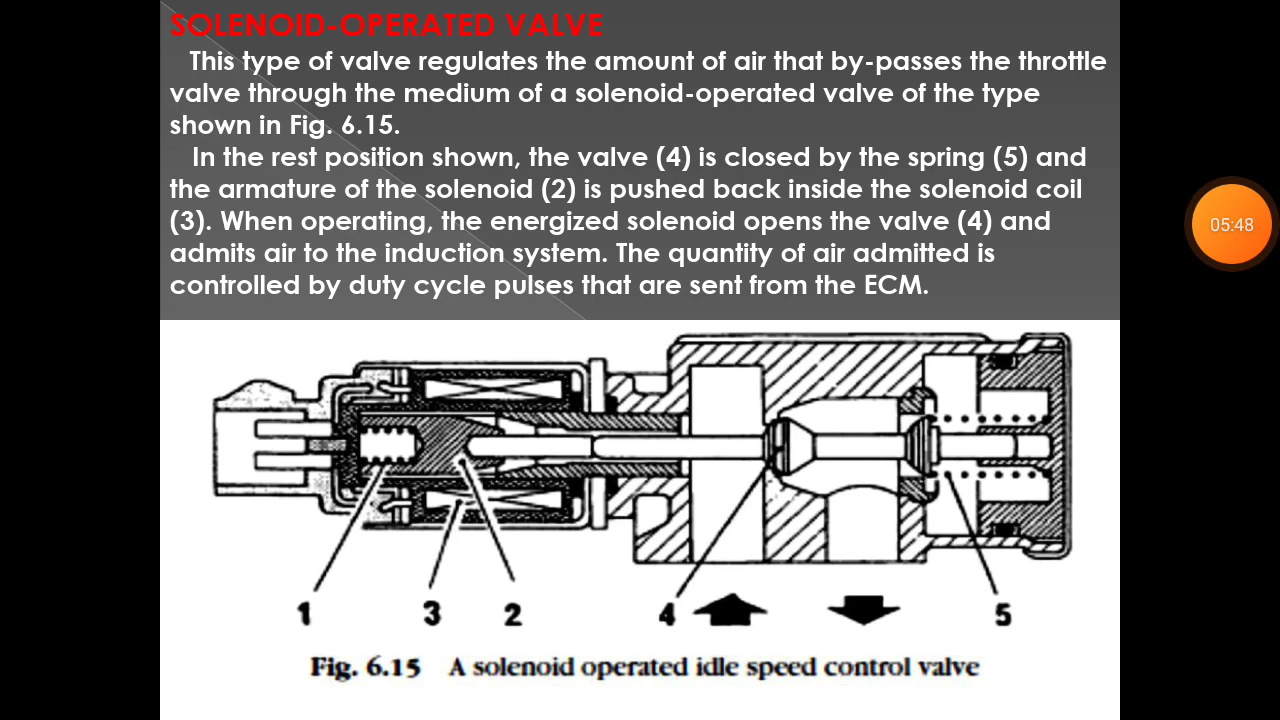 SOLENOID-OPERATED VALVE
This type of valve regulates the amount of air that by-passes the throttle
valve through the medium of a solenoid-operated valve of the type
shown in Fig. 6.15.
In the rest position shown, the valve (4) is closed by the spring (5) and
the armature of the solenoid (2) is pushed back inside the solenoid coil
(3). When operating, the energized solenoid opens the valve (4) and
admits air to the induction system. The quantity of air admitted is
controlled by duty cycle pulses that are sent from the ECM.
05:48
1 3 2 4 5
Fig. 6.15 A solenoid operated idle speed control valve